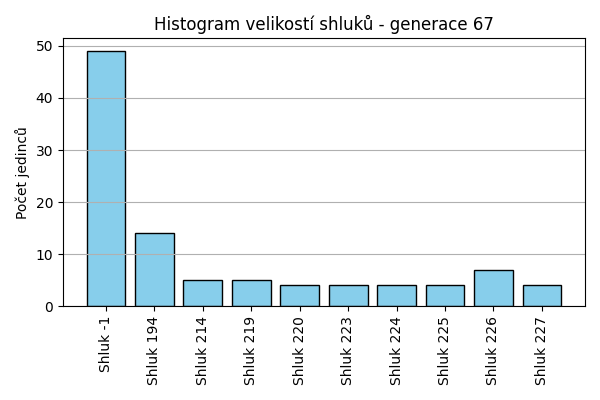 Histogram velikostí shluků - generace 67
Počet jedinců
50
40
30
20
10
0
Shluk -1
Shluk 194
Shluk 214
Shluk 219
Shluk 220
Shluk 223
Shluk 224
Shluk 225
Shluk 226
Shluk 227